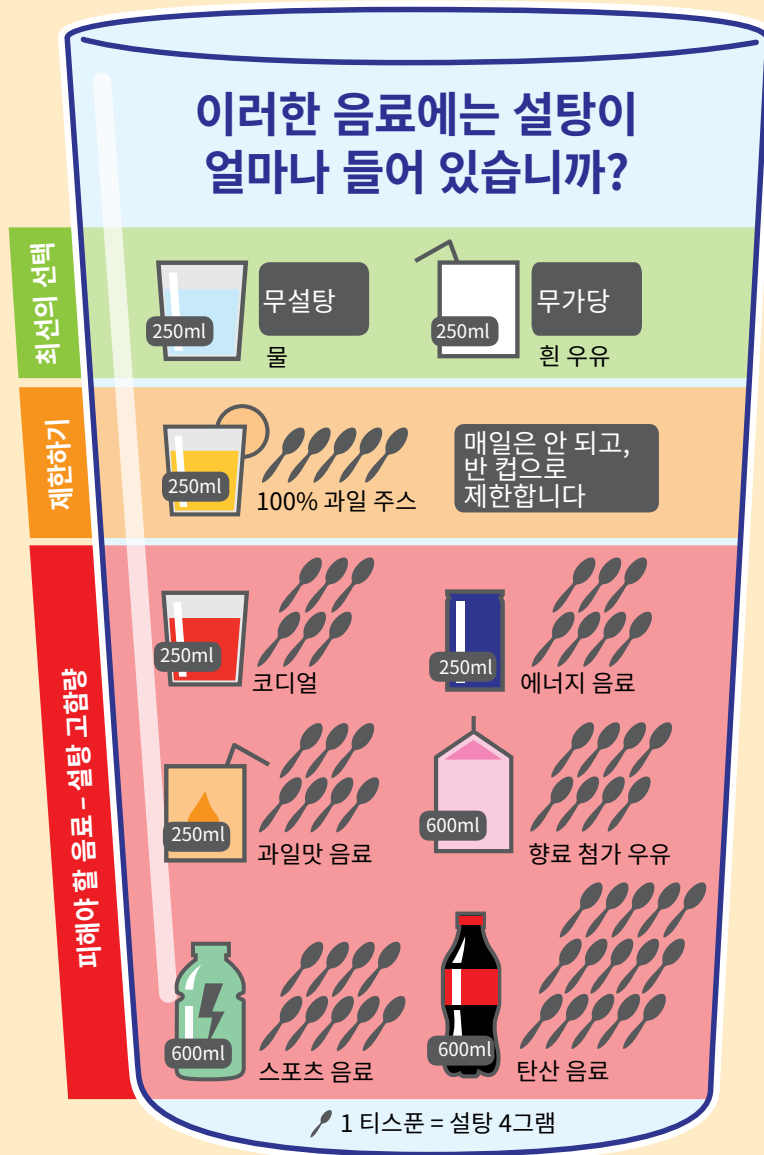 이러한 음료에는 설탕이
얼마나 들어 있습니까?
최선의 선택
250ml
무설탕
물
250ml
무가당
흰 우유
제한하기
250ml
100% 과일 주스
매일은 안 되고,
반 컵으로
제한합니다
피해야 할 음료 – 설탕 고함량
250ml
코디얼
250ml
에너지 음료
250ml
과일맛 음료
600ml
향료 첨가 우유
600ml
스포츠 음료
600ml
탄산 음료
1 티스푼 = 설탕 4그램